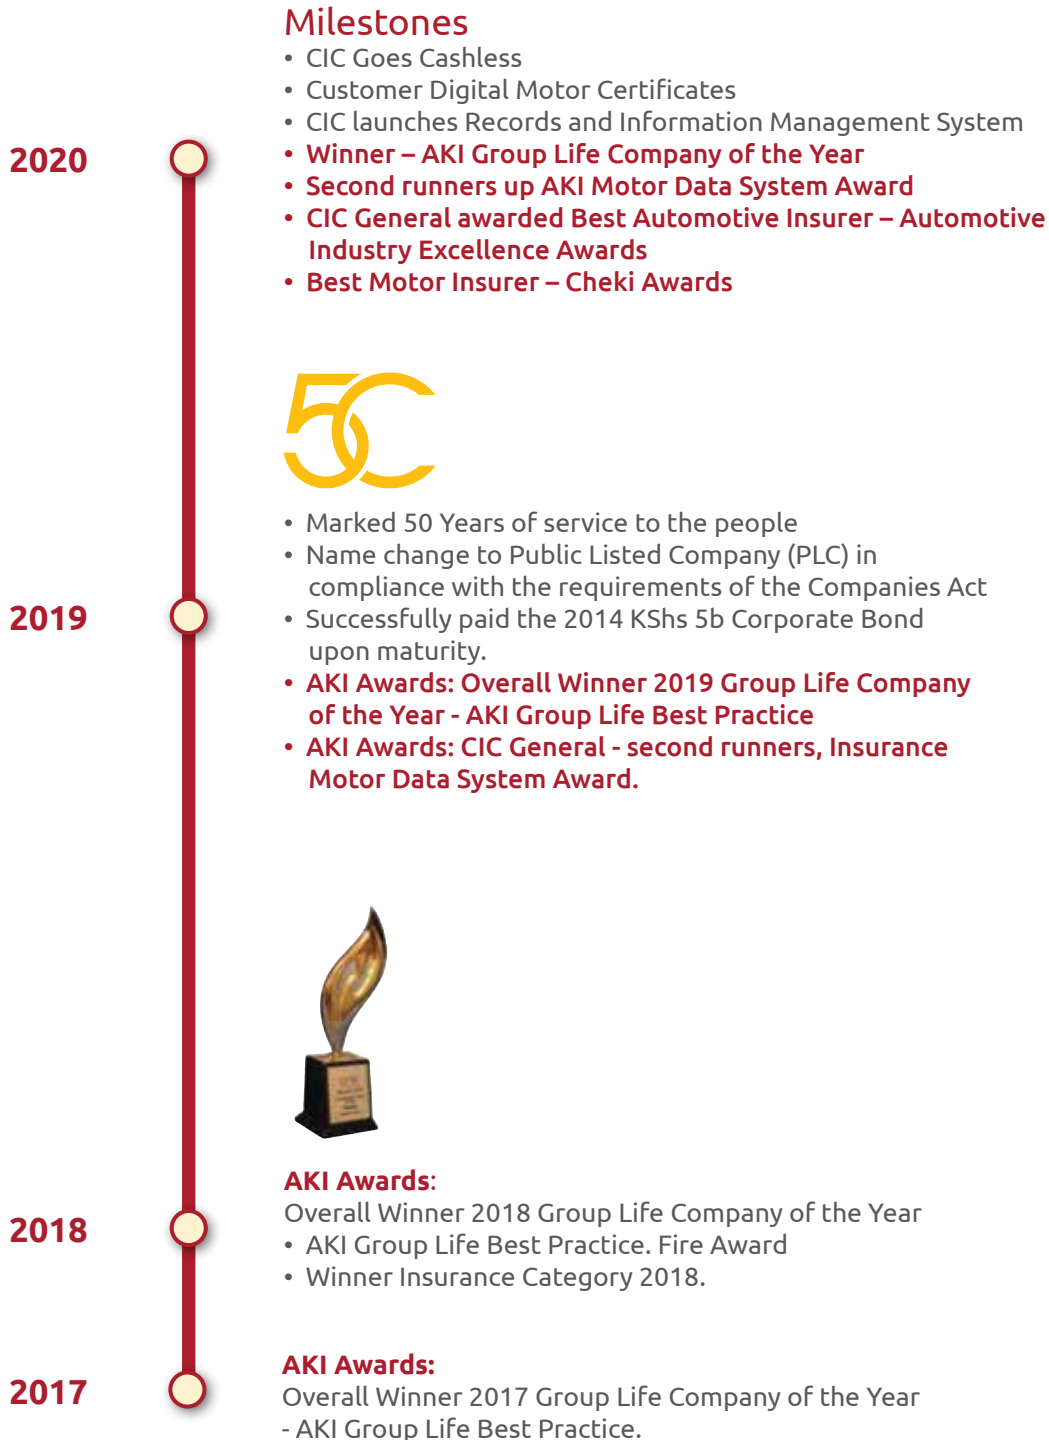 Milestones
• CIC Goes Cashless
• Customer Digital Motor Certificates
• CIC launches Records and Information Management System
2020
• Winner – AKI Group Life Company of the Year
• Second runners up AKI Motor Data System Award
• CIC General awarded Best Automotive Insurer – Automotive
Industry Excellence Awards
• Best Motor Insurer – Cheki Awards
5C
• Marked 50 Years of service to the people
• Name change to Public Listed Company (PLC) in
compliance with the requirements of the Companies Act
2019
• Successfully paid the 2014 KShs 5b Corporate Bond
upon maturity.
• AKI Awards: Overall Winner 2019 Group Life Company
of the Year - AKI Group Life Best Practice
• AKI Awards: CIC General - second runners, Insurance
Motor Data System Award.
AKI Awards:
2018
Overall Winner 2018 Group Life Company of the Year
• AKI Group Life Best Practice. Fire Award
• Winner Insurance Category 2018.
AKI Awards:
2017
Overall Winner 2017 Group Life Company of the Year
- AKI Group Life Best Practice.